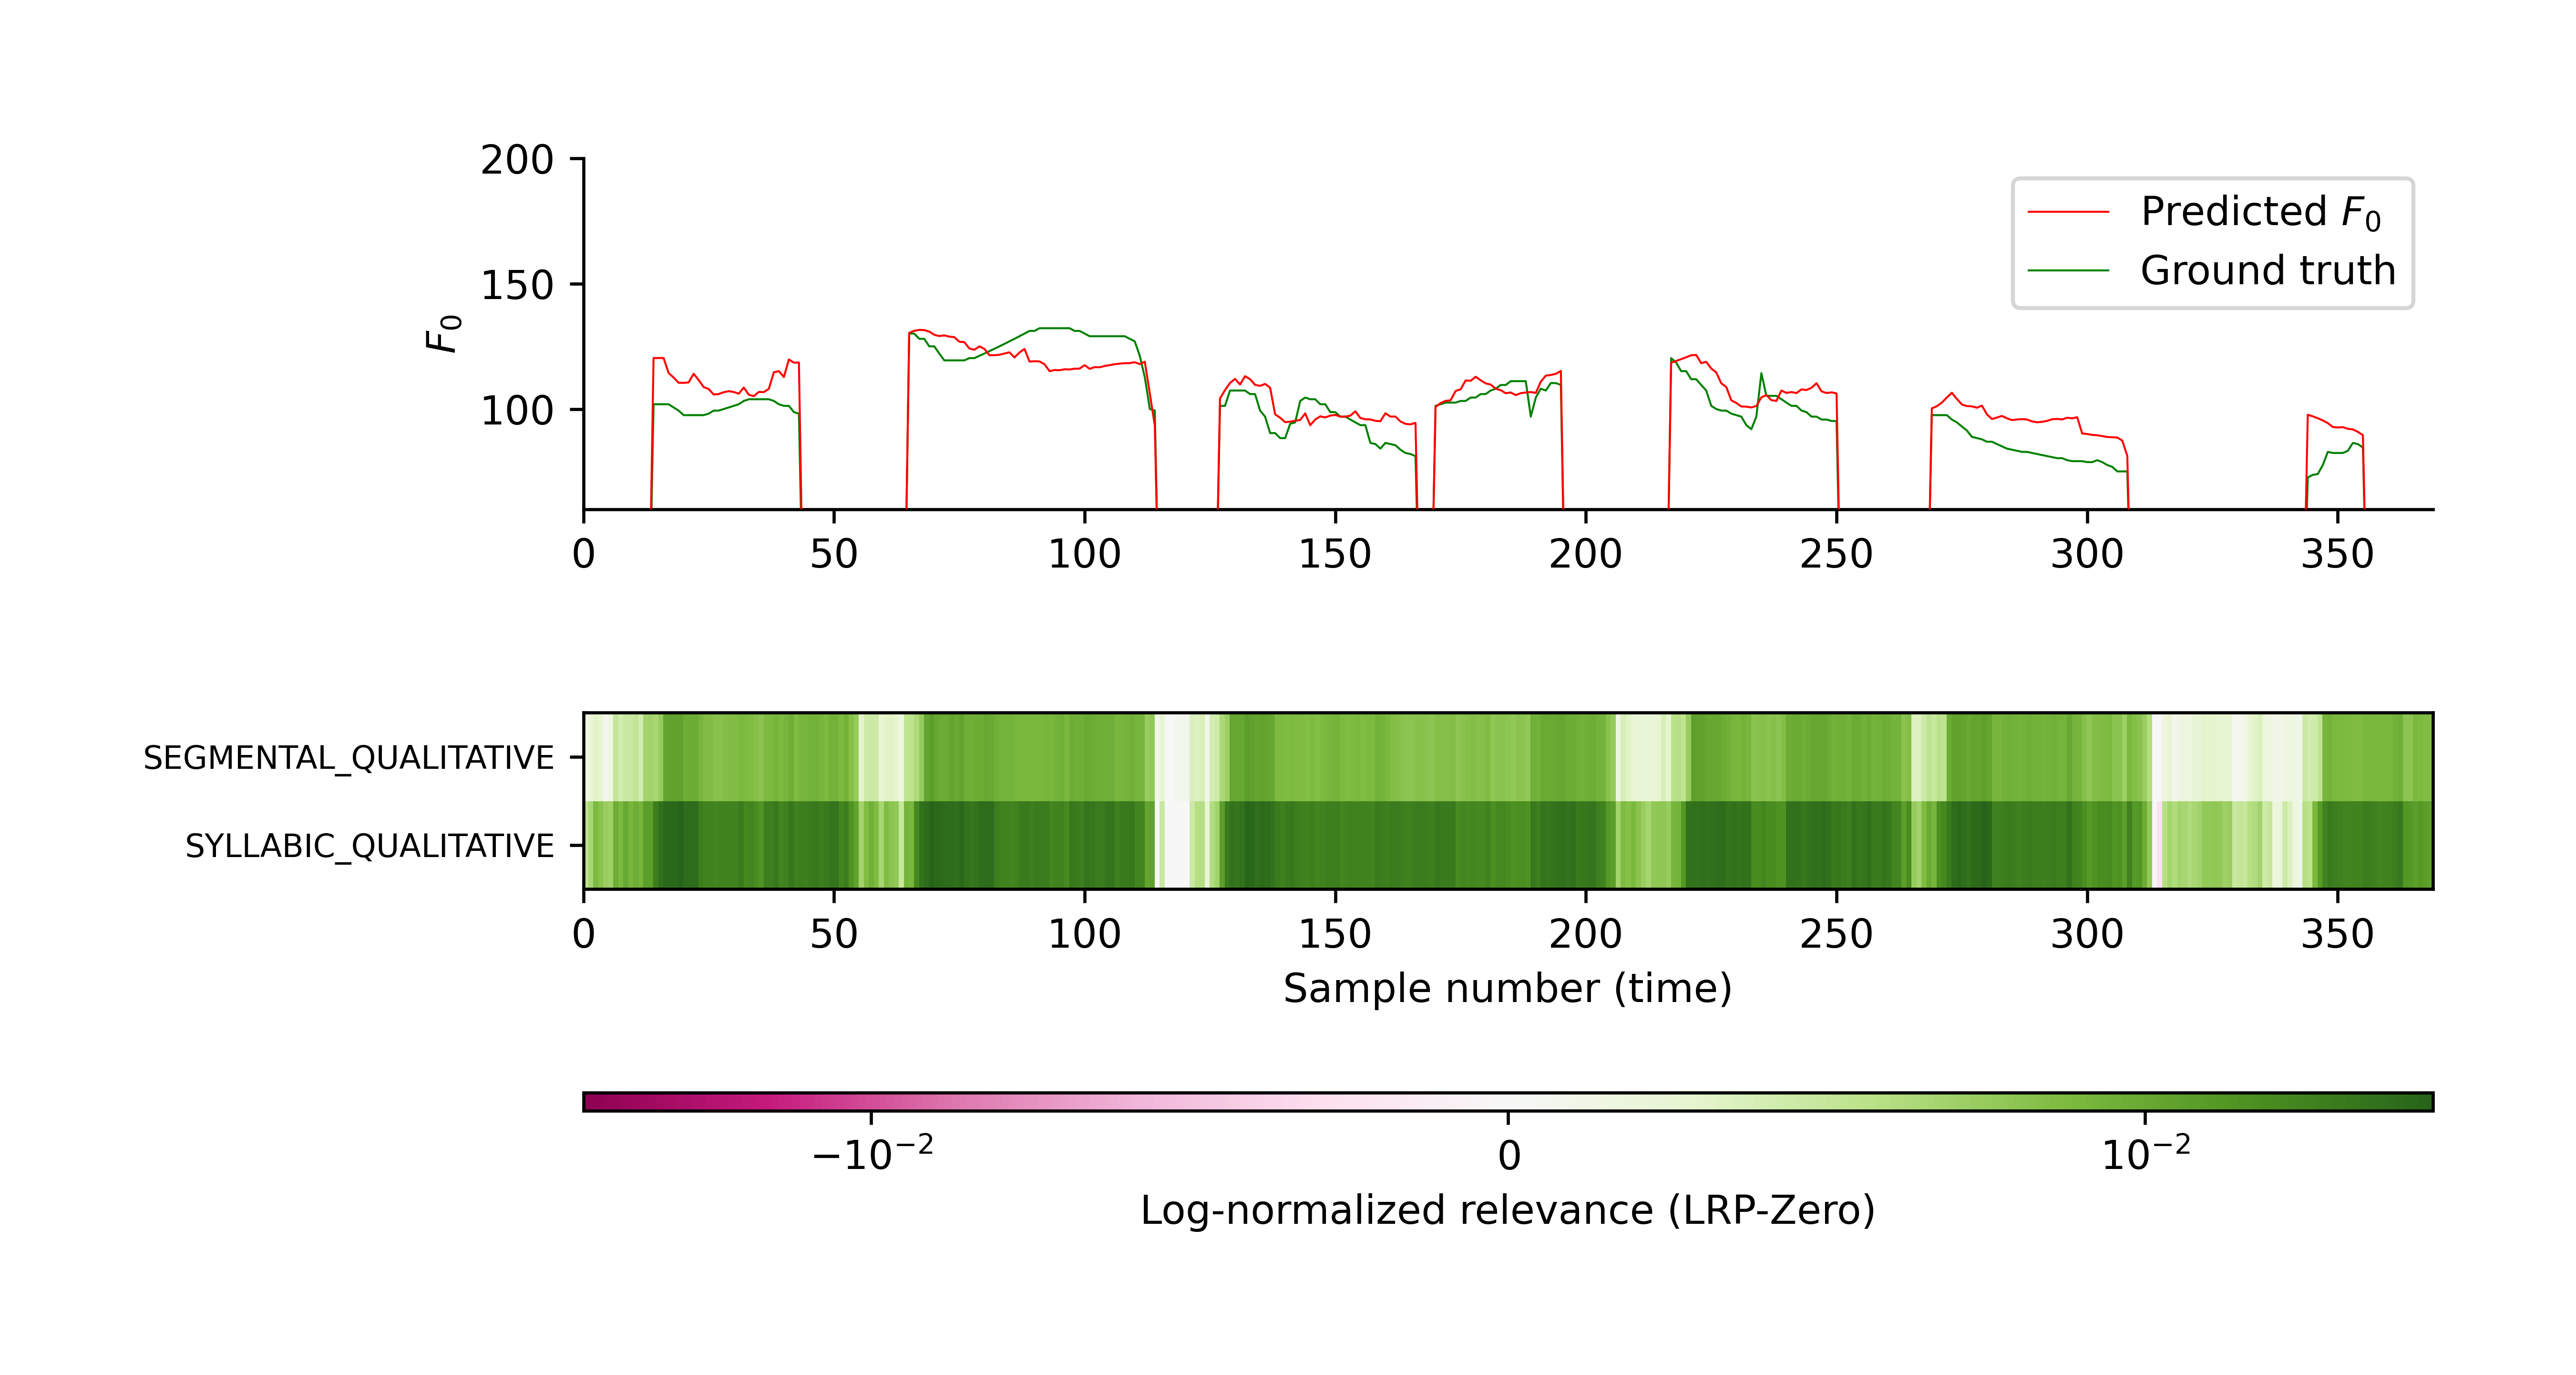 200
150
100
F₀
Predicted F₀
Ground truth
0 50 100 150 200 250 300 350
SEGMENTAL_QUALITATIVE
SYLLABIC_QUALITATIVE
0 50 100 150 200 250 300 350
Sample number (time)
−10⁻² 0 10⁻²
Log-normalized relevance (LRP-Zero)